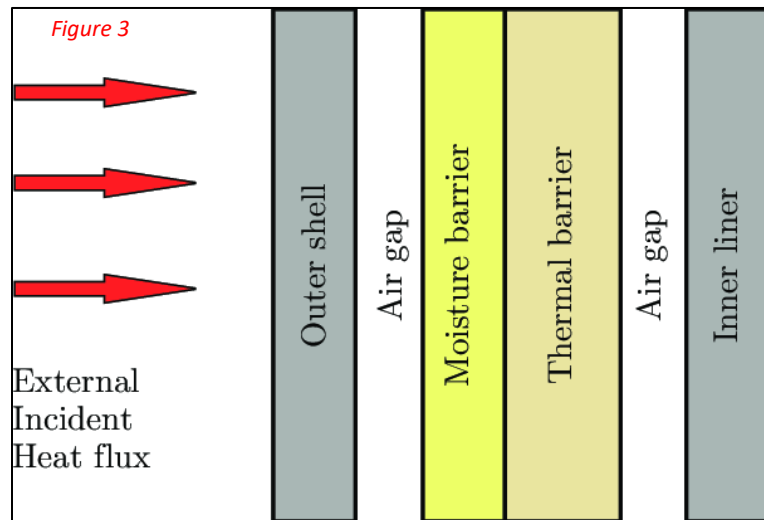 Figure 3
External
Incident
Heat flux
Outer shell
Air gap
Moisture barrier
Thermal barrier
Air gap
Inner liner